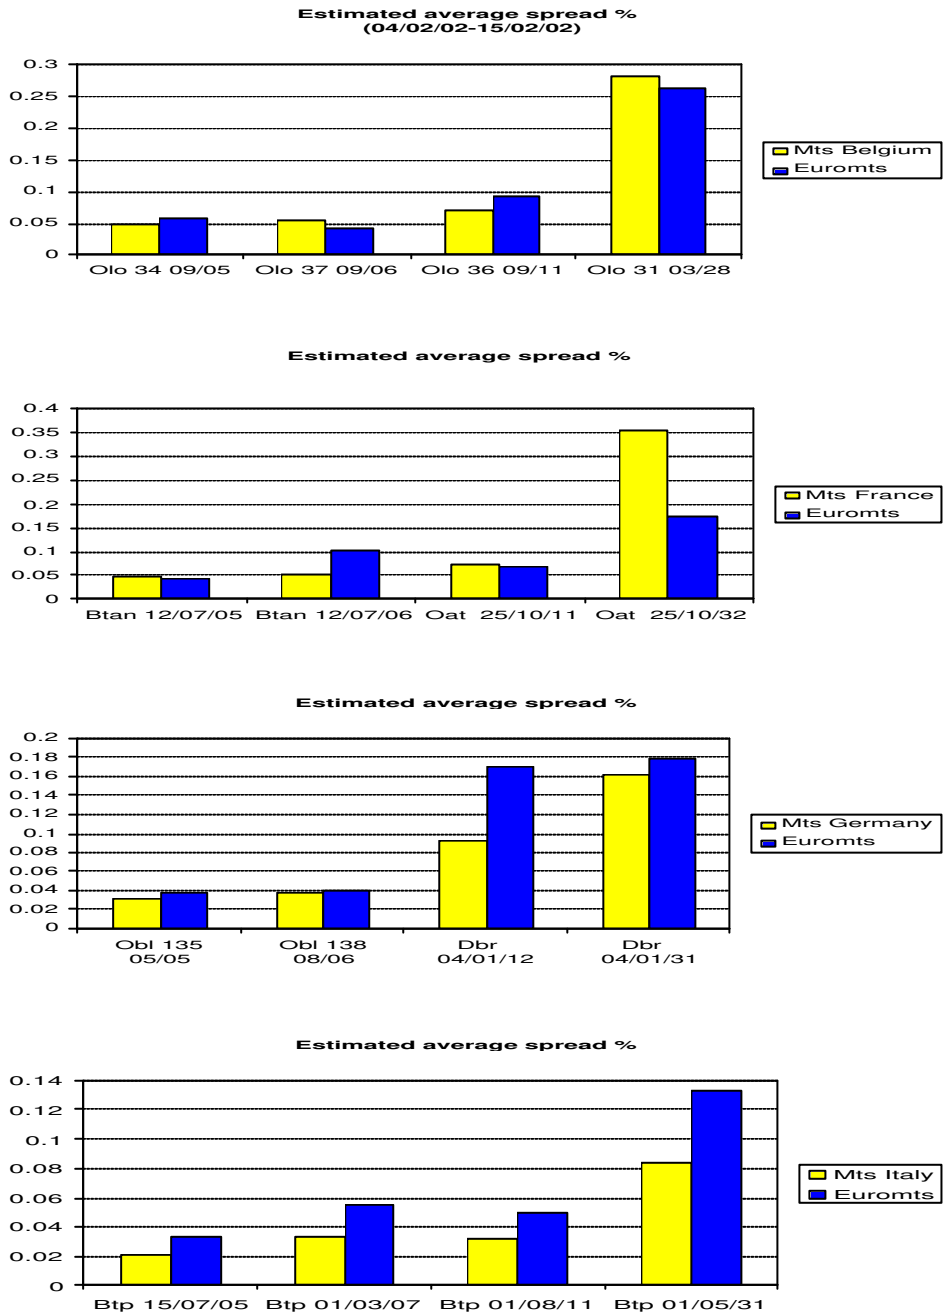 Estimated average spread %
(04/02/02-15/02/02)
0.3
0.25
0.2
0.15
0.1
0.05
0
Olo 34 09/05 Olo 37 09/06 Olo 36 09/11 Olo 31 03/28
Mts Belgium
Euromts
Estimated average spread %
0.4
0.35
0.3
0.25
0.2
0.15
0.1
0.05
0
Btan 12/07/05 Btan 12/07/06 Oat 25/10/11 Oat 25/10/32
Mts France
Euromts
Estimated average spread %
0.2
0.18
0.16
0.14
0.12
0.1
0.08
0.06
0.04
0.02
0
Obl 135 Obl 138 Dbr Dbr
05/05 08/06 04/01/12 04/01/31
Mts Germany
Euromts
Estimated average spread %
0.14
0.12
0.1
0.08
0.06
0.04
0.02
0
Btp 15/07/05 Btp 01/03/07 Btp 01/08/11 Btp 01/05/31
Mts Italy
Euromts